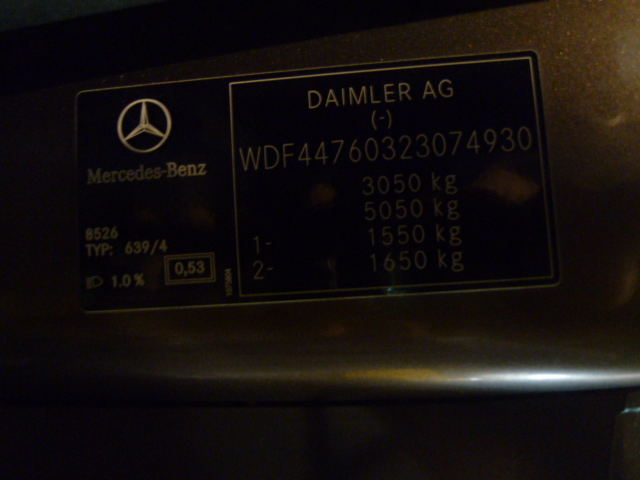 DAIMLER AG
(-)
WDF44760323074930
3050 kg
5050 kg
1- 1550 kg
2- 1650 kg
Mercedes-Benz
8526
TYP: 639/4
1.0 %
0,53